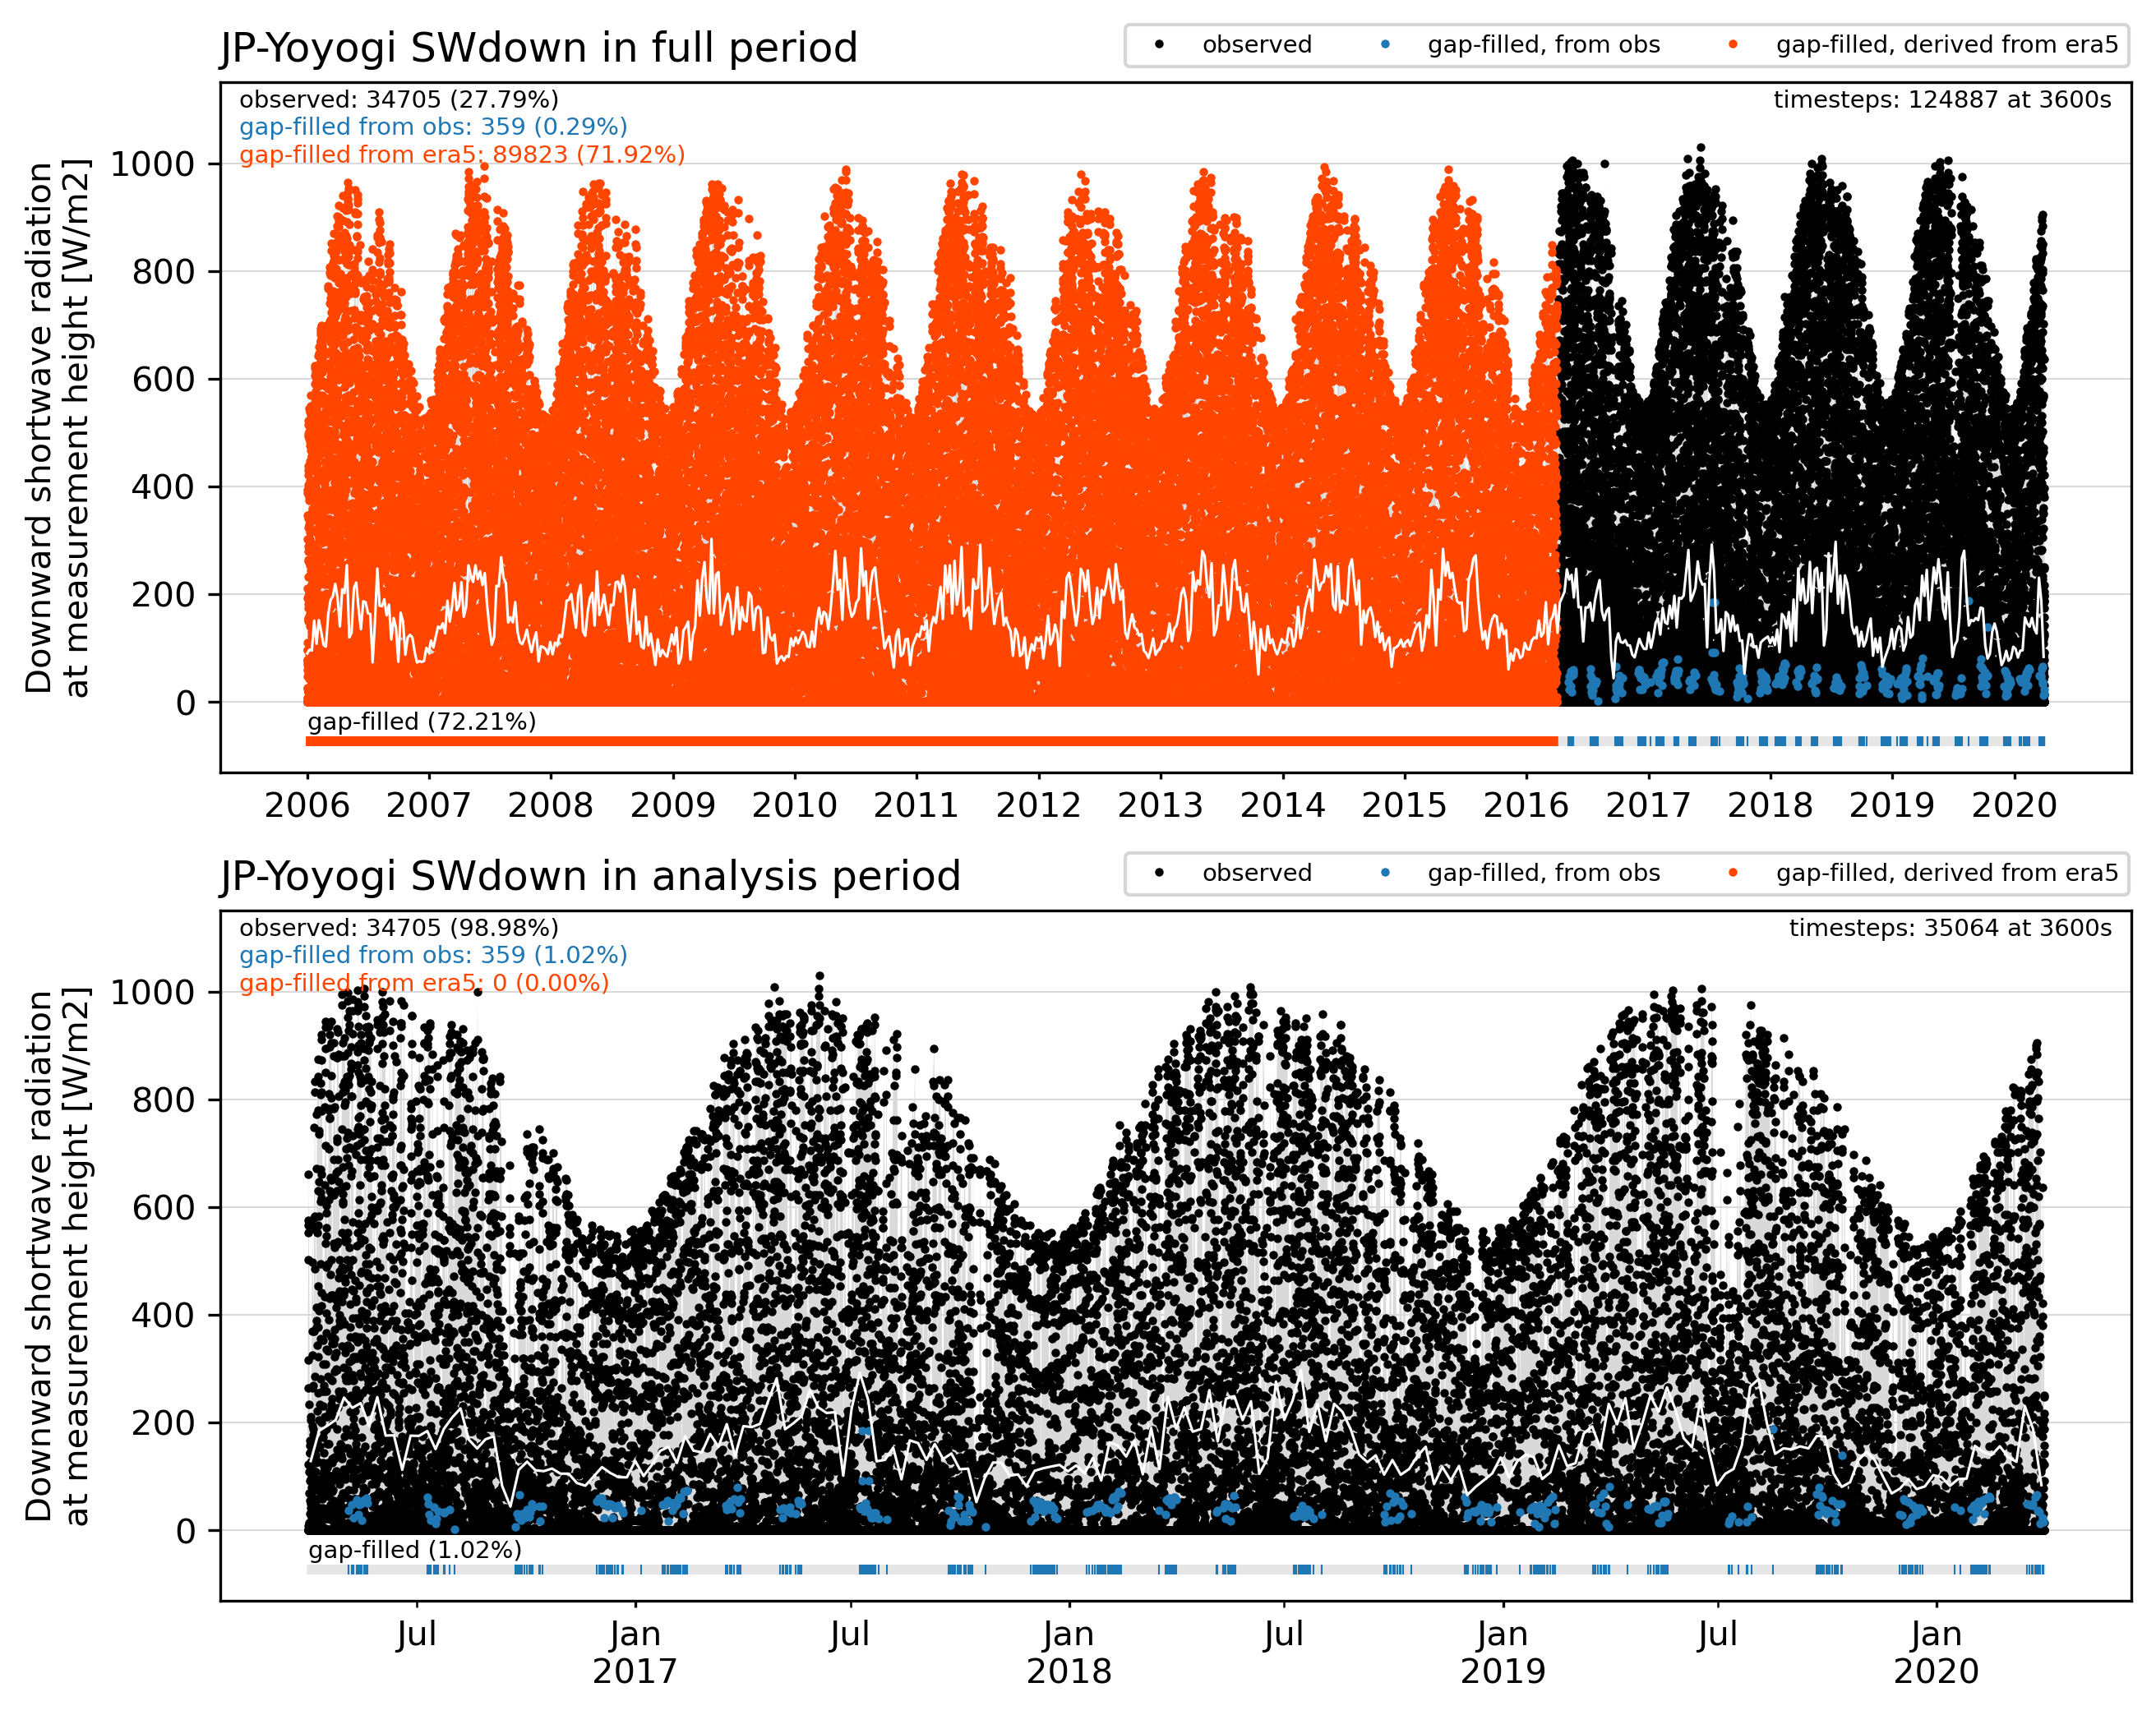 JP-Yoyogi SWdown in full period
observed
gap-filled, from obs
gap-filled, derived from era5
observed: 34705 (27.79%)
gap-filled from obs: 359 (0.29%)
gap-filled from era5: 89823 (71.92%)
timesteps: 124887 at 3600s
Downward shortwave radiation
at measurement height [W/m2]
1000
800
600
400
200
0
gap-filled (72.21%)
2006 2007 2008 2009 2010 2011 2012 2013 2014 2015 2016 2017 2018 2019 2020
JP-Yoyogi SWdown in analysis period
observed
gap-filled, from obs
gap-filled, derived from era5
observed: 34705 (98.98%)
gap-filled from obs: 359 (1.02%)
gap-filled from era5: 0 (0.00%)
timesteps: 35064 at 3600s
Downward shortwave radiation
at measurement height [W/m2]
1000
800
600
400
200
0
gap-filled (1.02%)
Jul Jan Jul Jan Jul Jan Jul Jan
2017 2018 2019 2020